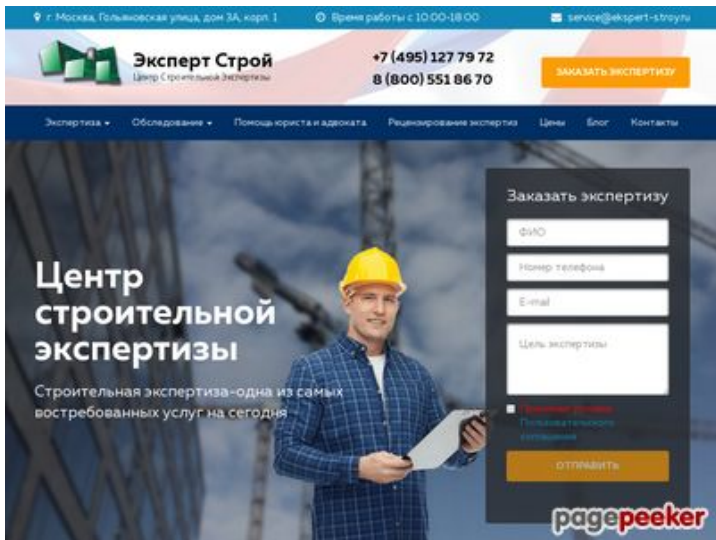 г. Москва, Гольяновская улица, дом 3А, корп. 1
Время работы с 10:00-18:00
service@ekspert-stroy.ru
Эксперт Строй
Центр Строительной Экспертизы
+7 (495) 127 79 72
8 (800) 551 86 70
ЗАКАЗАТЬ ЭКСПЕРТИЗУ
Экспертиза
Обследование
Помощь юриста и адвоката
Рецензирование экспертиз
Цены
Блог
Контакты
Центр
строительной
экспертизы
Строительная экспертиза-одна из самых
востребованных услуг на сегодня
Заказать экспертизу
ФИО
Номер телефона
E-mail
Цель экспертизы
Принимаю условия
Пользовательского
соглашения
ОТПРАВИТЬ
pagepeeker